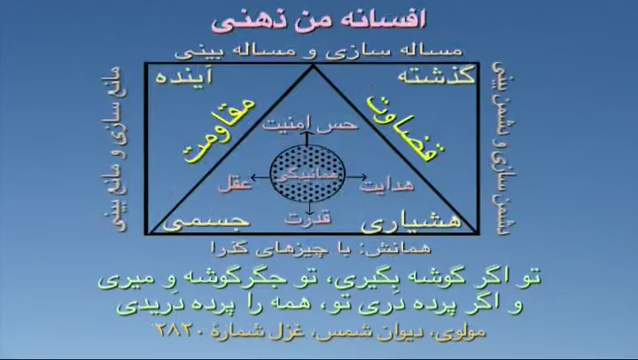 افسانه من ذهنی
مساله سازی و مساله بینی
گذشته
آینده
قضاوت
مقاومت
دشمن سازی و دشمن بینی
مانع سازی و مانع بینی
حس امنیت
همانیدگی
هدایت
عقل
قدرت
هشیاری
جسمی
همانش: با چیزهای گذرا
تو اگر گوشه بگیری، تو جگرگوشه و میری
و اگر پرده دَری تو، همه را پرده دریدی
مولوی، دیوان شمس، غزل شمارهٔ ۲۸۲۰